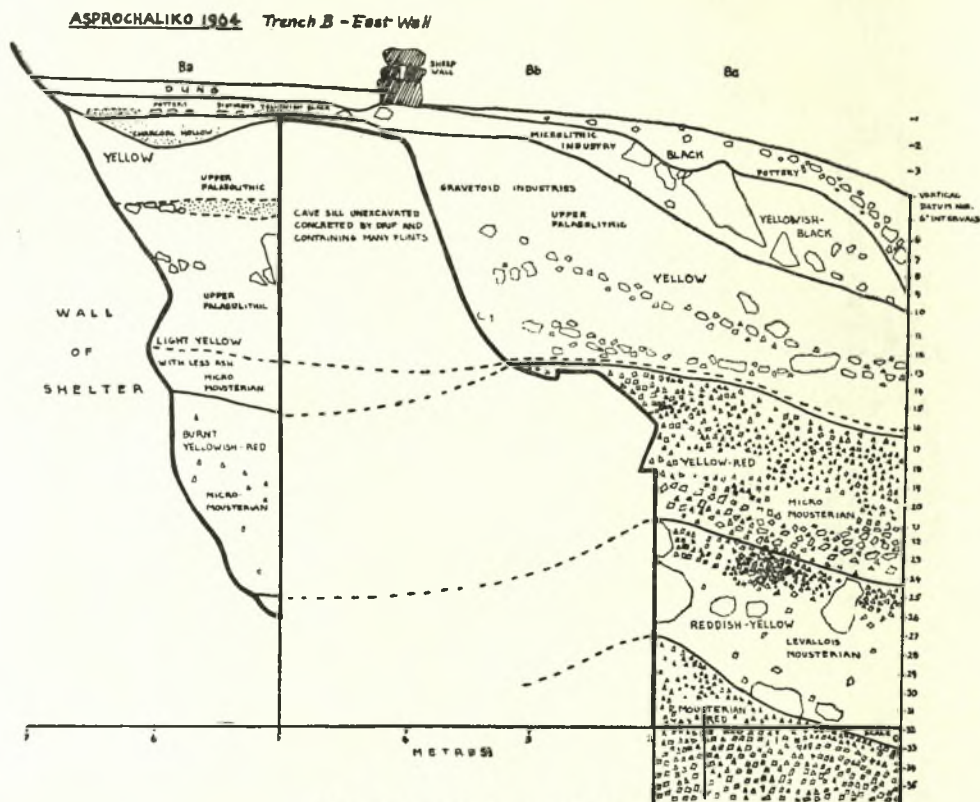 ASPROCHALIKO 1964 Trench B - East Wall
SHEEP
WALL
Ba
Bb
Ba
DUNG
POTTERY
DISTURBED YELLOWISH BLACK
CHARCOAL HOLLOW
YELLOW
MICROLITHIC
INDUSTRY
BLACK
POTTERY
UPPER
PALAEOLITHIC
GRAVETOID INDUSTRIES
VERTICAL
6" INTERVALS
CAVE SILL UNEXCAVATED
CONCRETED BY DRIP AND
CONTAINING MANY FLINTS
UPPER
PALAEOLITHIC
YELLOWISH-
BLACK
YELLOW
UPPER
PALAEOLITHIC
WALL
OF
SHELTER
LIGHT YELLOW
WITH LESS ASH
MICRO
MOUSTERIAN
BURNT
YELLOWISH-RED
MICRO-
MOUSTERIAN
YELLOW-RED
MICRO
MOUSTERIAN
REDDISH-YELLOW
LEVALLOIS
MOUSTERIAN
MOUSTERIAN
RED
METRES